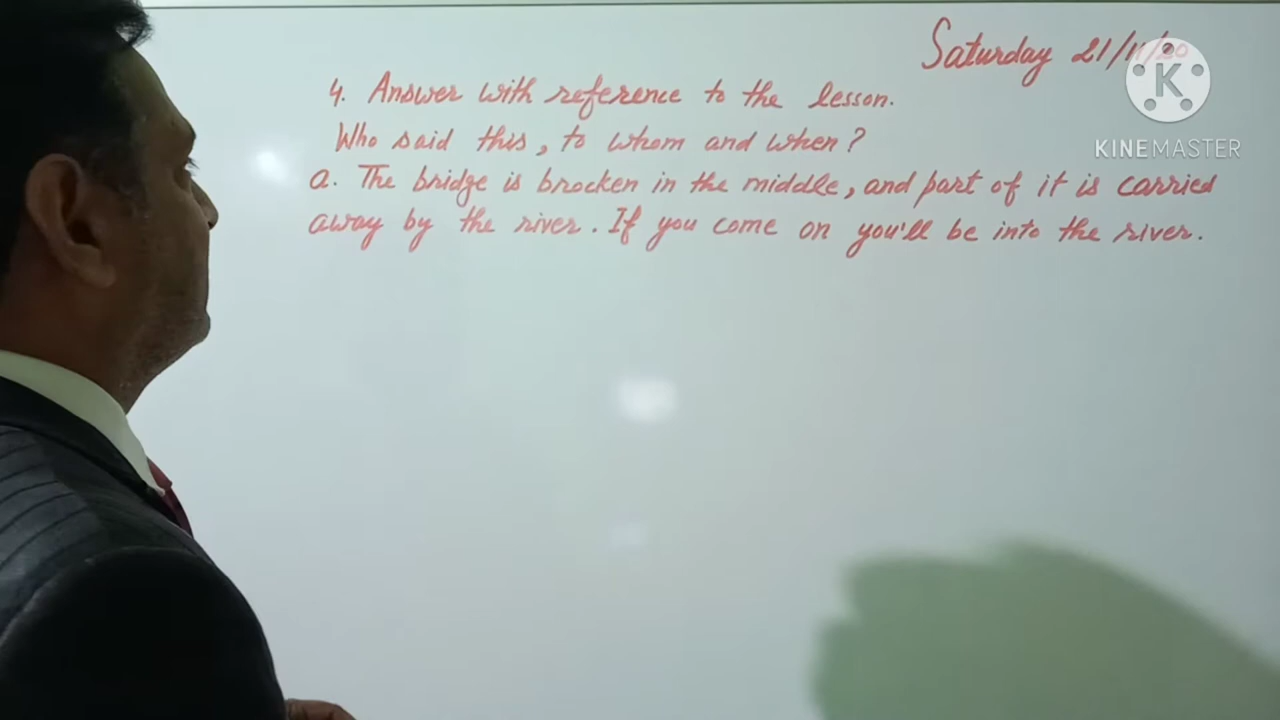 Saturday 21/11/20
4. Answer with reference to the lesson.
Who said this, to whom and when?
a. The bridge is brocken in the middle, and part of it is carried
away by the river. If you come on you'll be into the river.
K
KINEMASTER